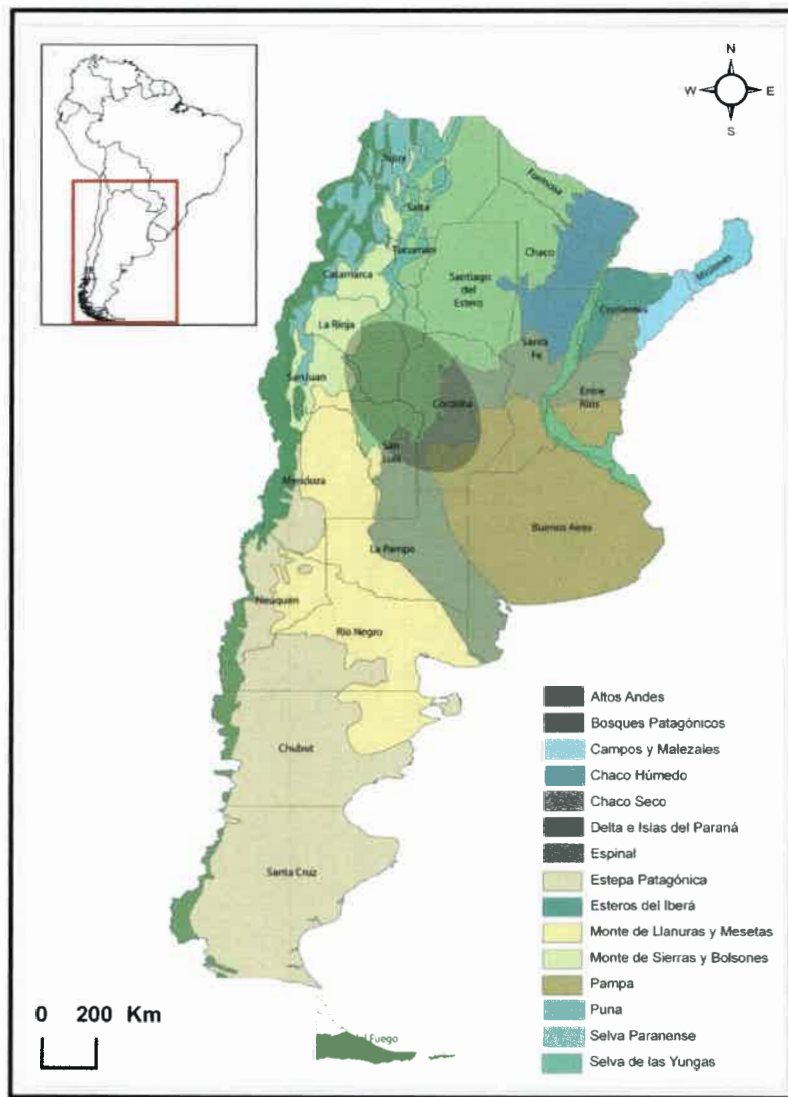 N
W E
S
Jujuy
Salta
Formosa
Tucumán
Chaco
Misiones
Catamarca
Santiago
del
Estero
Corrientes
La Rioja
Santa
Fe
San Juan
Córdoba
Entre
Ríos
San
Luis
Mendoza
Buenos Aires
La Pampa
Neuquén
Río Negro
Chubut
Santa Cruz
del Fuego
0 200 Km
Altos Andes
Bosques Patagónicos
Campos y Malezales
Chaco Húmedo
Chaco Seco
Delta e Islas del Paraná
Espinal
Estepa Patagónica
Esteros del Iberá
Monte de Llanuras y Mesetas
Monte de Sierras y Bolsones
Pampa
Puna
Selva Paranense
Selva de las Yungas